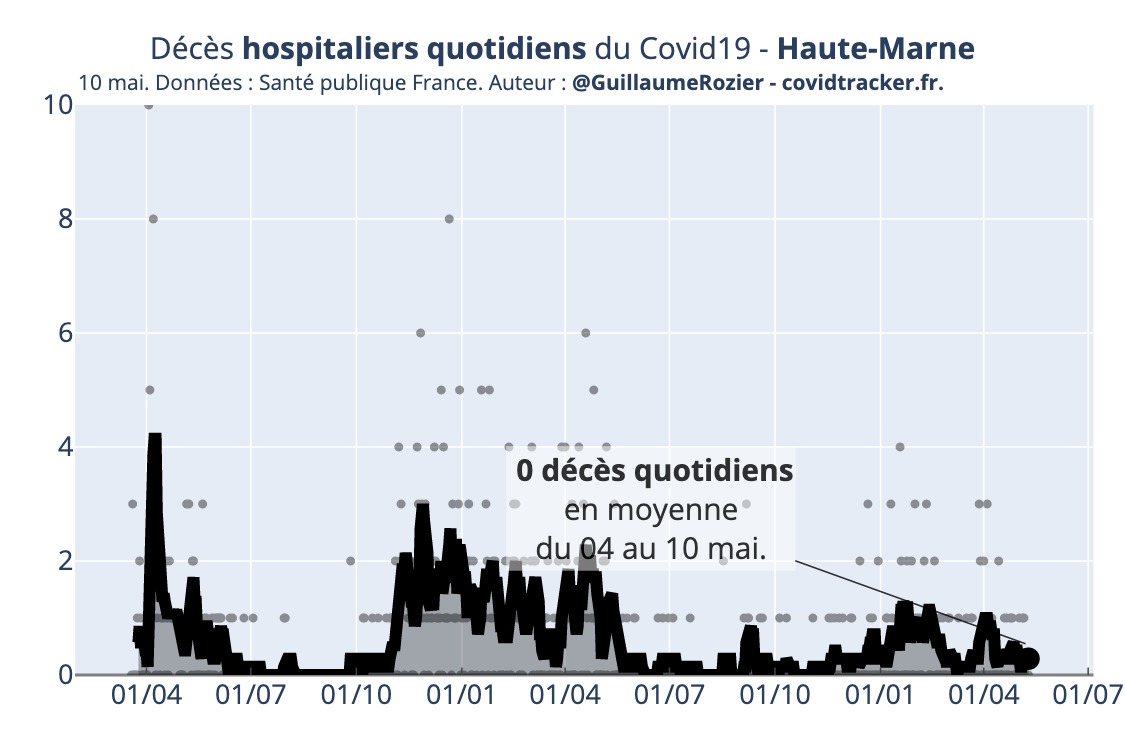 Décès hospitaliers quotidiens du Covid19 - Haute-Marne
10 mai. Données : Santé publique France. Auteur : @GuillaumeRozier - covidtracker.fr.
10
8
6
4
0 décès quotidiens
en moyenne
du 04 au 10 mai.
2
0
01/04 01/07 01/10 01/01 01/04 01/07 01/10 01/01 01/04 01/07